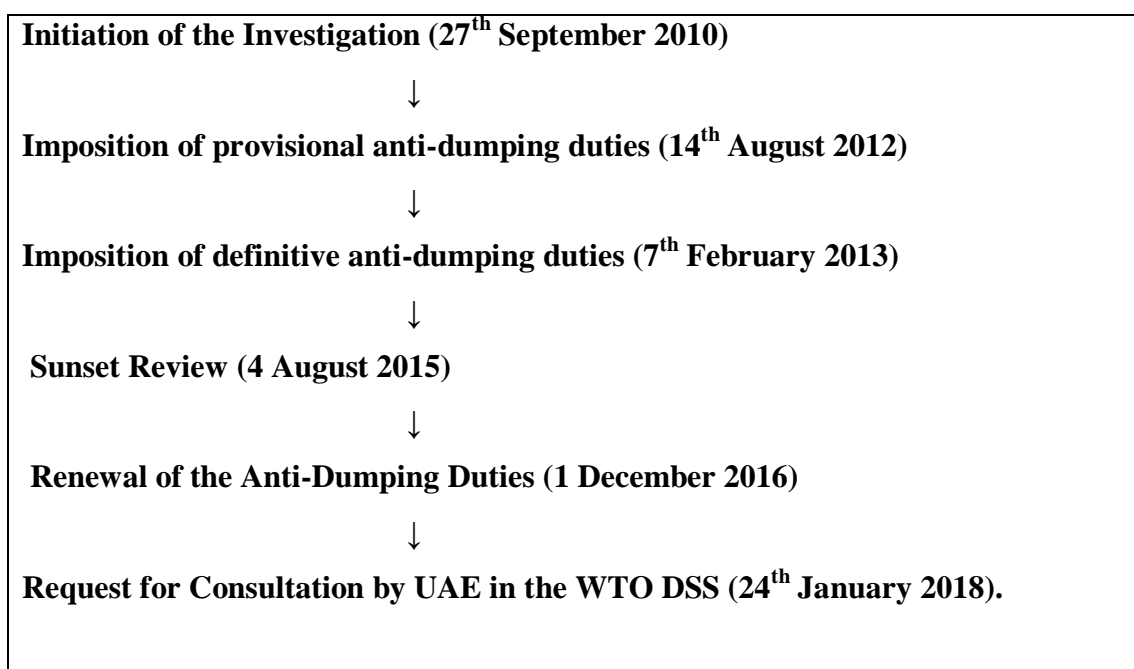 Initiation of the Investigation (27th September 2010)
↓
Imposition of provisional anti-dumping duties (14th August 2012)
↓
Imposition of definitive anti-dumping duties (7th February 2013)
↓
Sunset Review (4 August 2015)
↓
Renewal of the Anti-Dumping Duties (1 December 2016)
↓
Request for Consultation by UAE in the WTO DSS (24th January 2018).